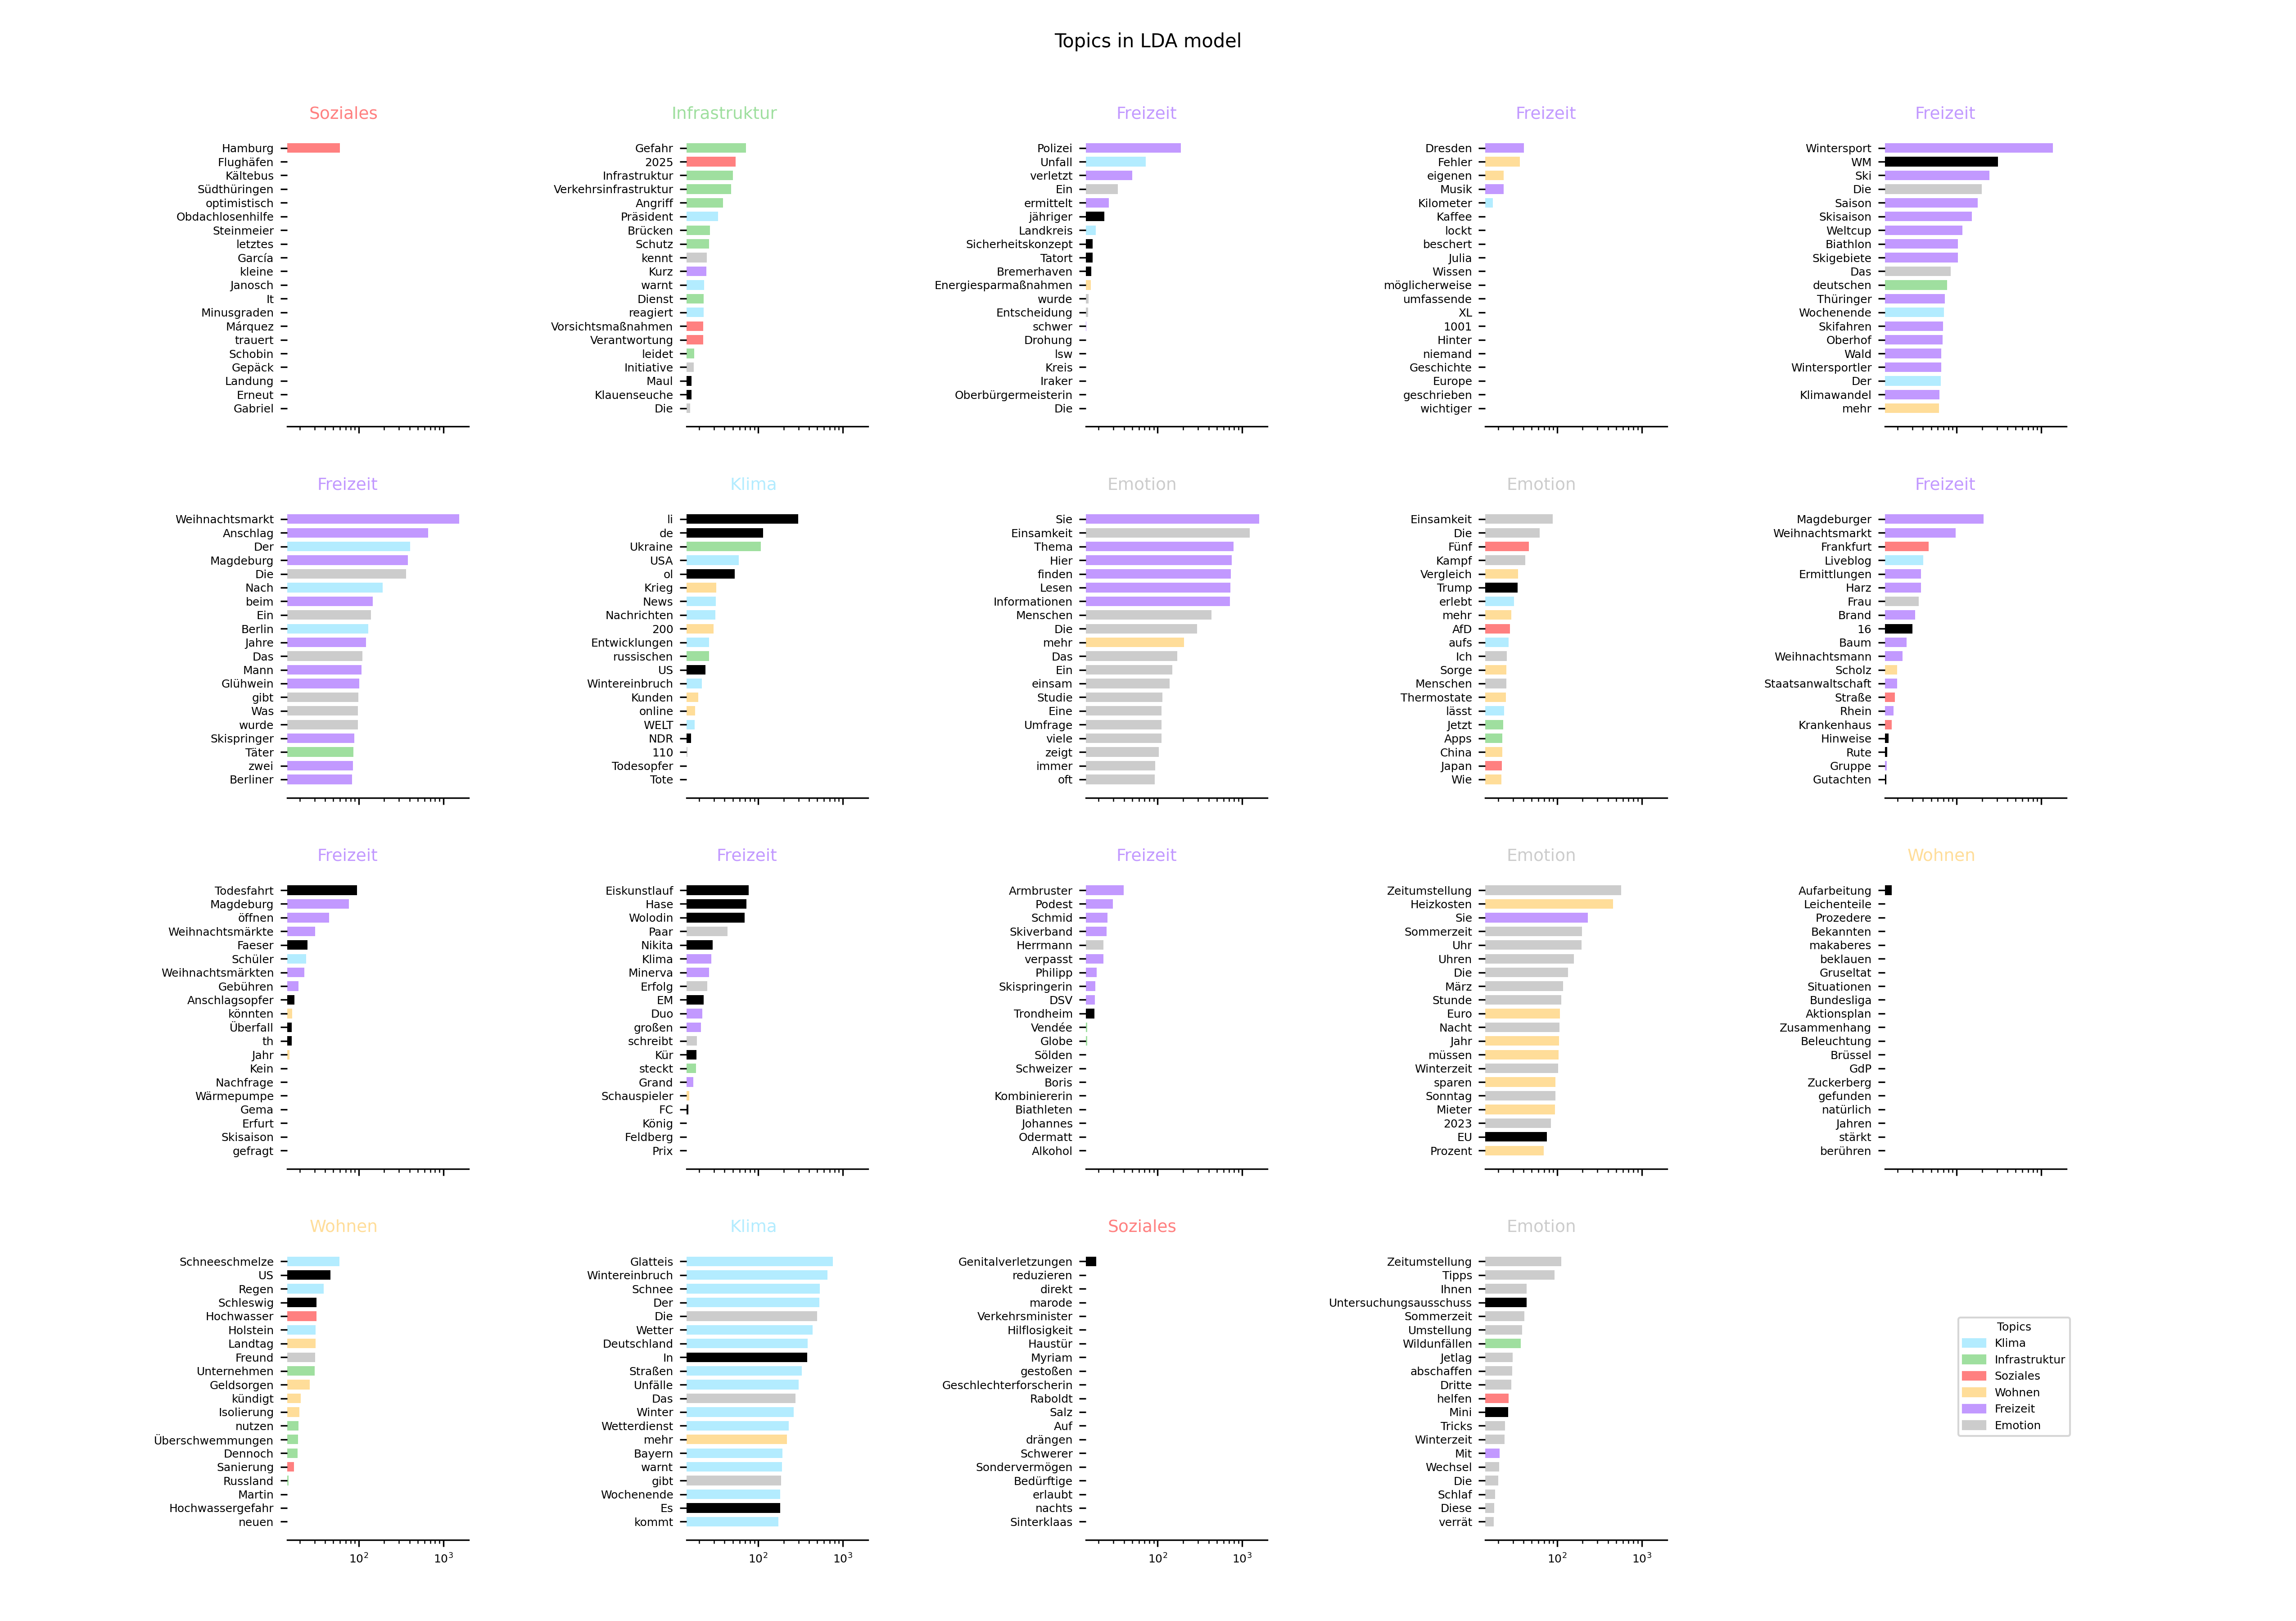 Topics in LDA model
Soziales
Hamburg
Flughäfen
Kältebus
Südthüringen
optimistisch
Obdachlosenhilfe
Steinmeier
letztes
García
kleine
Janosch
It
Minusgraden
Márquez
trauert
Schobin
Gepäck
Landung
Erneut
Gabriel
Infrastruktur
Gefahr
2025
Infrastruktur
Verkehrsinfrastruktur
Angriff
Präsident
Brücken
Schutz
kennt
Kurz
warnt
Dienst
reagiert
Vorsichtsmaßnahmen
Verantwortung
leidet
Initiative
Maul
Klauenseuche
Die
Freizeit
Polizei
Unfall
verletzt
Ein
ermittelt
jähriger
Landkreis
Sicherheitskonzept
Tatort
Bremerhaven
Energiesparmaßnahmen
wurde
Entscheidung
schwer
Drohung
lsw
Kreis
Iraker
Oberbürgermeisterin
Die
Freizeit
Dresden
Fehler
eigenen
Musik
Kilometer
Kaffee
lockt
beschert
Julia
Wissen
möglicherweise
umfassende
XL
1001
Hinter
niemand
Geschichte
Europe
geschrieben
wichtiger
Freizeit
Wintersport
WM
Ski
Die
Saison
Skisaison
Weltcup
Biathlon
Skigebiete
Das
deutschen
Thüringer
Wochenende
Skifahren
Oberhof
Wald
Wintersportler
Der
Klimawandel
mehr
Freizeit
Weihnachtsmarkt
Anschlag
Der
Magdeburg
Die
Nach
beim
Ein
Berlin
Jahre
Das
Mann
Glühwein
gibt
Was
wurde
Skispringer
Täter
zwei
Berliner
Klima
li
de
Ukraine
USA
ol
Krieg
News
Nachrichten
200
Entwicklungen
russischen
US
Wintereinbruch
Kunden
online
WELT
NDR
110
Todesopfer
Tote
Emotion
Sie
Einsamkeit
Thema
Hier
finden
Lesen
Informationen
Menschen
Die
mehr
Das
Ein
einsam
Studie
Eine
Umfrage
viele
zeigt
immer
oft
Emotion
Einsamkeit
Die
Fünf
Kampf
Vergleich
Trump
erlebt
mehr
AfD
aufs
Ich
Sorge
Menschen
Thermostate
lässt
Jetzt
Apps
China
Japan
Wie
Freizeit
Magdeburger
Weihnachtsmarkt
Frankfurt
Liveblog
Ermittlungen
Harz
Frau
Brand
16
Baum
Weihnachtsmann
Scholz
Staatsanwaltschaft
Straße
Rhein
Krankenhaus
Hinweise
Rute
Gruppe
Gutachten
Freizeit
Todesfahrt
Magdeburg
öffnen
Weihnachtsmärkte
Faeser
Schüler
Weihnachtsmärkten
Gebühren
Anschlagsopfer
könnten
Überfall
th
Jahr
Kein
Nachfrage
Wärmepumpe
Gema
Erfurt
Skisaison
gefragt
Freizeit
Eiskunstlauf
Hase
Wolodin
Paar
Nikita
Klima
Minerva
Erfolg
EM
Duo
großen
schreibt
Kür
steckt
Grand
Schauspieler
FC
König
Feldberg
Prix
Freizeit
Armbruster
Podest
Schmid
Skiverband
Herrmann
verpasst
Philipp
Skispringerin
DSV
Trondheim
Vendée
Globe
Sölden
Schweizer
Boris
Kombiniererin
Biathleten
Johannes
Odermatt
Alkohol
Emotion
Zeitumstellung
Heizkosten
Sie
Sommerzeit
Uhr
Uhren
Die
März
Stunde
Euro
Nacht
Jahr
müssen
Winterzeit
sparen
Sonntag
Mieter
2023
EU
Prozent
Wohnen
Aufarbeitung
Leichenteile
Prozedere
Bekannten
makaberes
beklauen
Gruseltat
Situationen
Bundesliga
Aktionsplan
Zusammenhang
Beleuchtung
Brüssel
GdP
Zuckerberg
gefunden
natürlich
Jahren
stärkt
berühren
Wohnen
Schneeschmelze
US
Regen
Schleswig
Hochwasser
Holstein
Landtag
Freund
Unternehmen
Geldsorgen
kündigt
Isolierung
nutzen
Überschwemmungen
Dennoch
Sanierung
Russland
Martin
Hochwassergefahr
neuen
10²
10³
Klima
Glatteis
Wintereinbruch
Schnee
Der
Die
Wetter
Deutschland
In
Straßen
Unfälle
Das
Winter
Wetterdienst
mehr
Bayern
warnt
gibt
Wochenende
Es
kommt
10²
10³
Soziales
Genitalverletzungen
reduzieren
direkt
marode
Verkehrsminister
Hilflosigkeit
Haustür
Myriam
gestoßen
Geschlechterforscherin
Raboldt
Salz
Auf
drängen
Schwerer
Sondervermögen
Bedürftige
erlaubt
nachts
Sinterklaas
10²
10³
Emotion
Zeitumstellung
Tipps
Ihnen
Untersuchungsausschuss
Sommerzeit
Umstellung
Wildunfällen
Jetlag
abschaffen
Dritte
helfen
Mini
Tricks
Winterzeit
Mit
Wechsel
Die
Schlaf
Diese
verrät
10²
10³
Topics
Klima
Infrastruktur
Soziales
Wohnen
Freizeit
Emotion